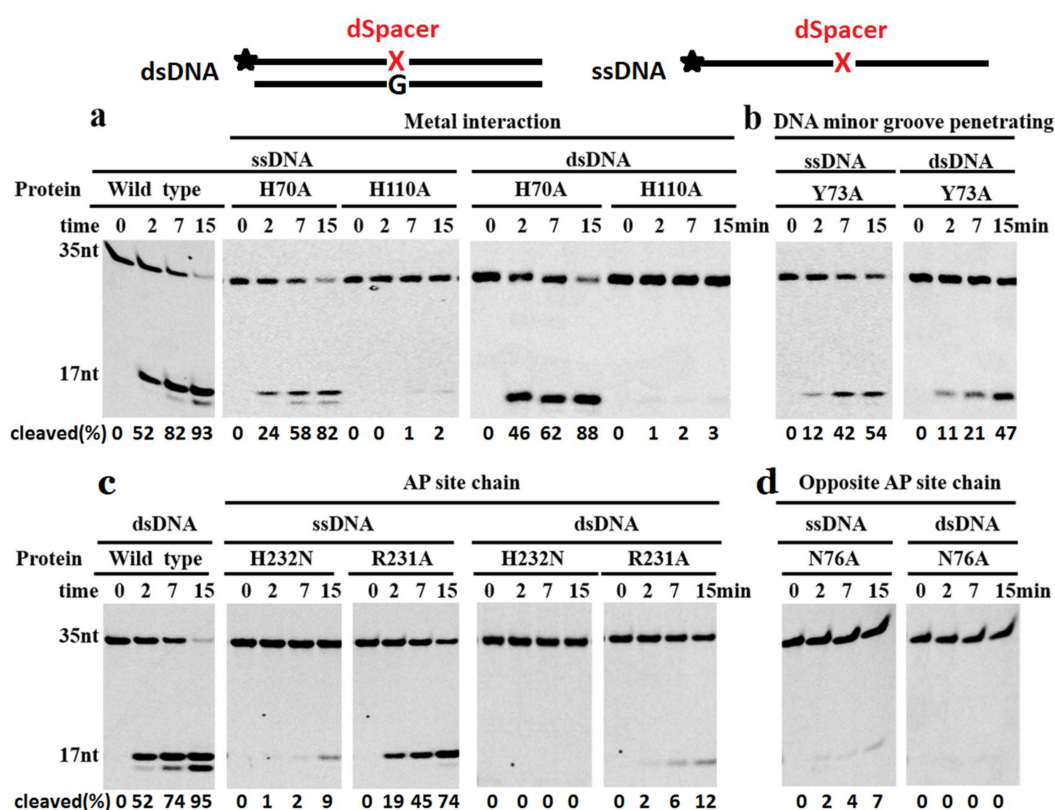 dSpacer
dSpacer
dsDNA
X
G
ssDNA
X
a
Metal interaction
b
DNA minor groove penetrating
ssDNA
dsDNA
ssDNA
dsDNA
Protein Wild type H70A H110A H70A H110A Y73A Y73A
time 0 2 7 15 0 2 7 15 0 2 7 15 0 2 7 15 0 2 7 15min 0 2 7 15 0 2 7 15min
35nt
17nt
cleaved(%) 0 52 82 93 0 24 58 82 0 0 1 2 0 46 62 88 0 1 2 3 0 12 42 54 0 11 21 47
c
AP site chain
d
Opposite AP site chain
dsDNA
ssDNA
dsDNA
ssDNA
dsDNA
Protein Wild type H232N R231A H232N R231A N76A N76A
time 0 2 7 15 0 2 7 15 0 2 7 15 0 2 7 15 0 2 7 15min 0 2 7 15 0 2 7 15min
35nt
17nt
cleaved(%) 0 52 74 95 0 1 2 9 0 19 45 74 0 0 0 0 0 2 6 12 0 2 4 7 0 0 0 0